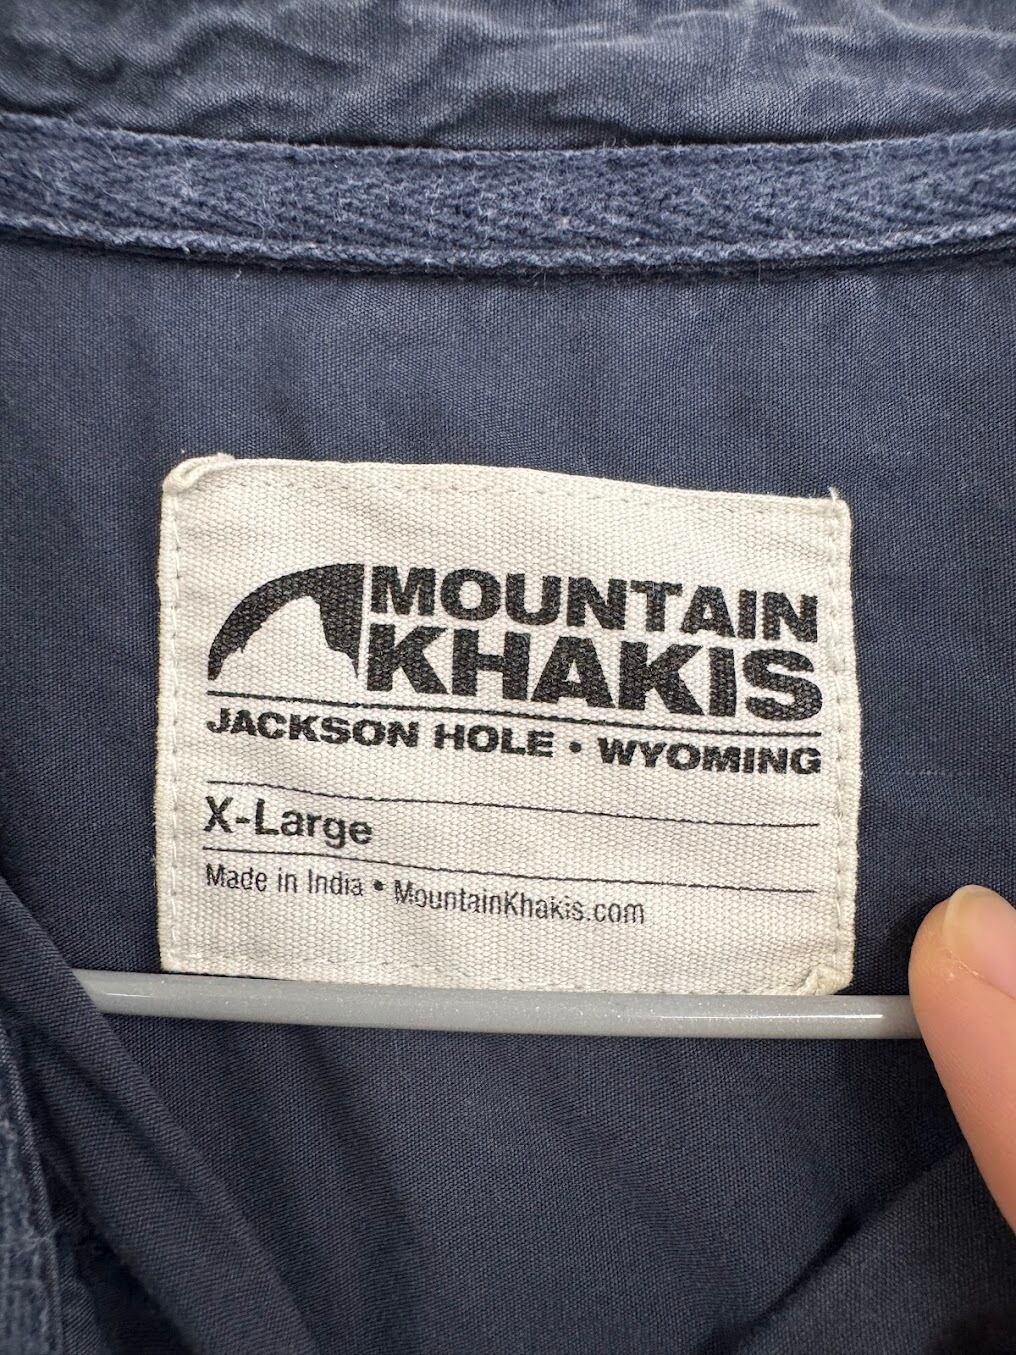 MOUNTAIN
KHAKIS
JACKSON HOLE • WYOMING
X-Large
Made in India • MountainKhakis.com